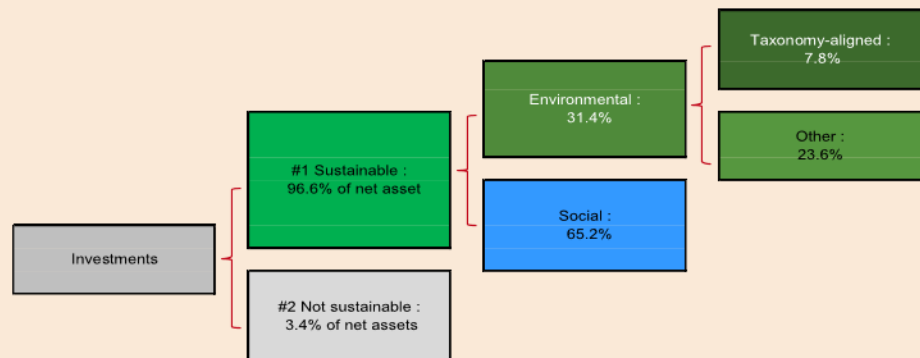 Taxonomy-aligned :
7.8%
Environmental :
31.4%
Other :
23.6%
#1 Sustainable :
96.6% of net asset
Social :
65.2%
Investments
#2 Not sustainable :
3.4% of net assets